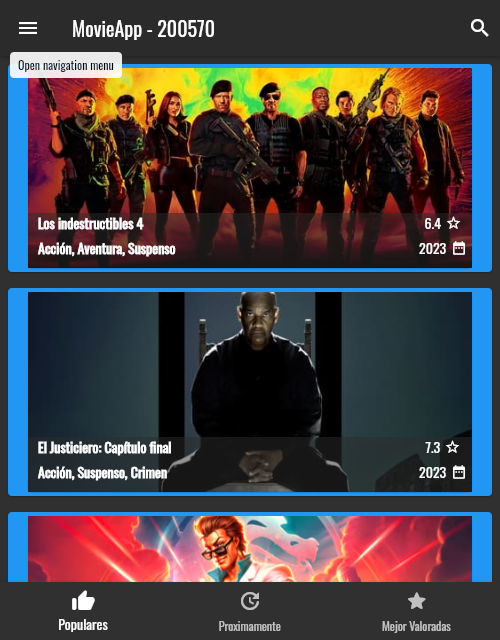 MovieApp - 200570
Open navigation menu
Los indestructibles 4
6.4
Acción, Aventura, Suspenso
2023
El Justiciero: Capítulo final
7.3
Acción, Suspenso, Crimen
2023
Populares
Proximamente
Mejor Valoradas